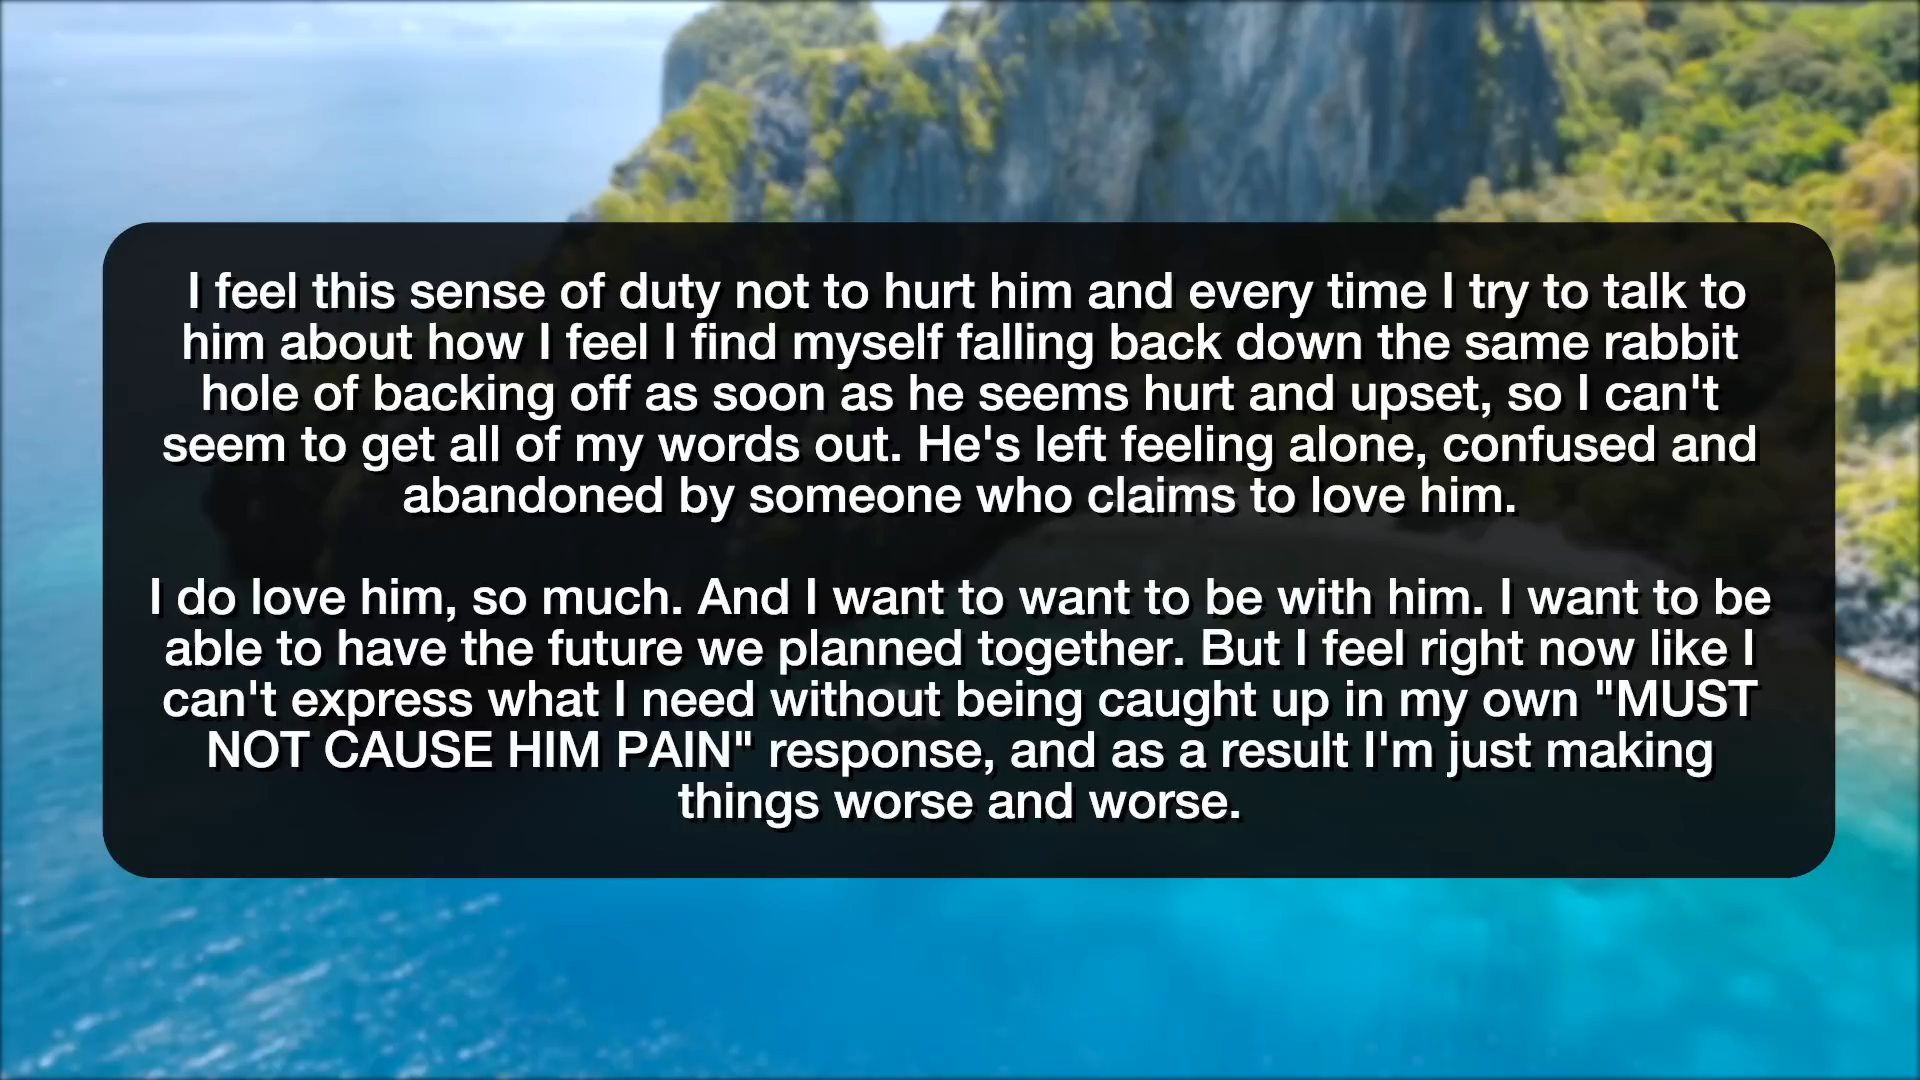 I feel this sense of duty not to hurt him and every time I try to talk to
him about how I feel I find myself falling back down the same rabbit
hole of backing off as soon as he seems hurt and upset, so I can't
seem to get all of my words out. He's left feeling alone, confused and
abandoned by someone who claims to love him.
I do love him, so much. And I want to want to be with him. I want to be
able to have the future we planned together. But I feel right now like I
can't express what I need without being caught up in my own "MUST
NOT CAUSE HIM PAIN" response, and as a result I'm just making
things worse and worse.